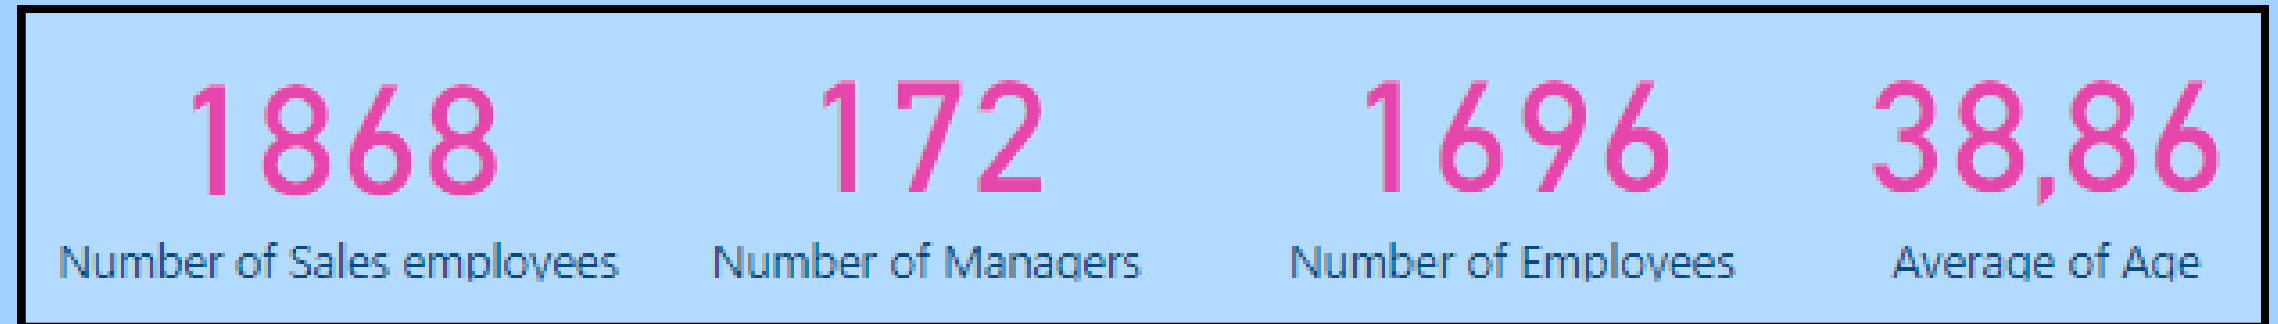 1868 172 1696 38,86
Number of Sales employees Number of Managers Number of Employees Average of Age